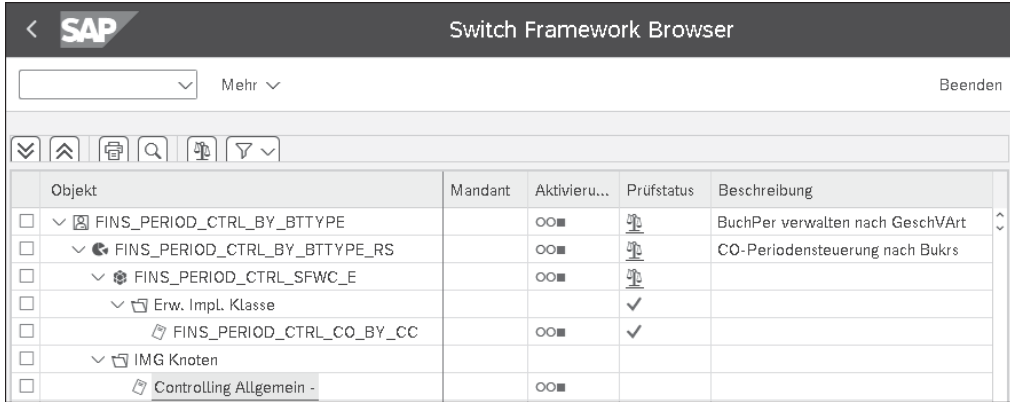 SAP Switch Framework Browser
Mehr Beenden
Objekt Mandant Aktivieru... Prüfstatus Beschreibung
FINS_PERIOD_CTRL_BY_BTTYPE BuchPer verwalten nach GeschVArt
FINS_PERIOD_CTRL_BY_BTTYPE_RS CO-Periodensteuerung nach Bukrs
FINS_PERIOD_CTRL_SFWC_E
Erw. Impl. Klasse
FINS_PERIOD_CTRL_CO_BY_CC
IMG Knoten
Controlling Allgemein -